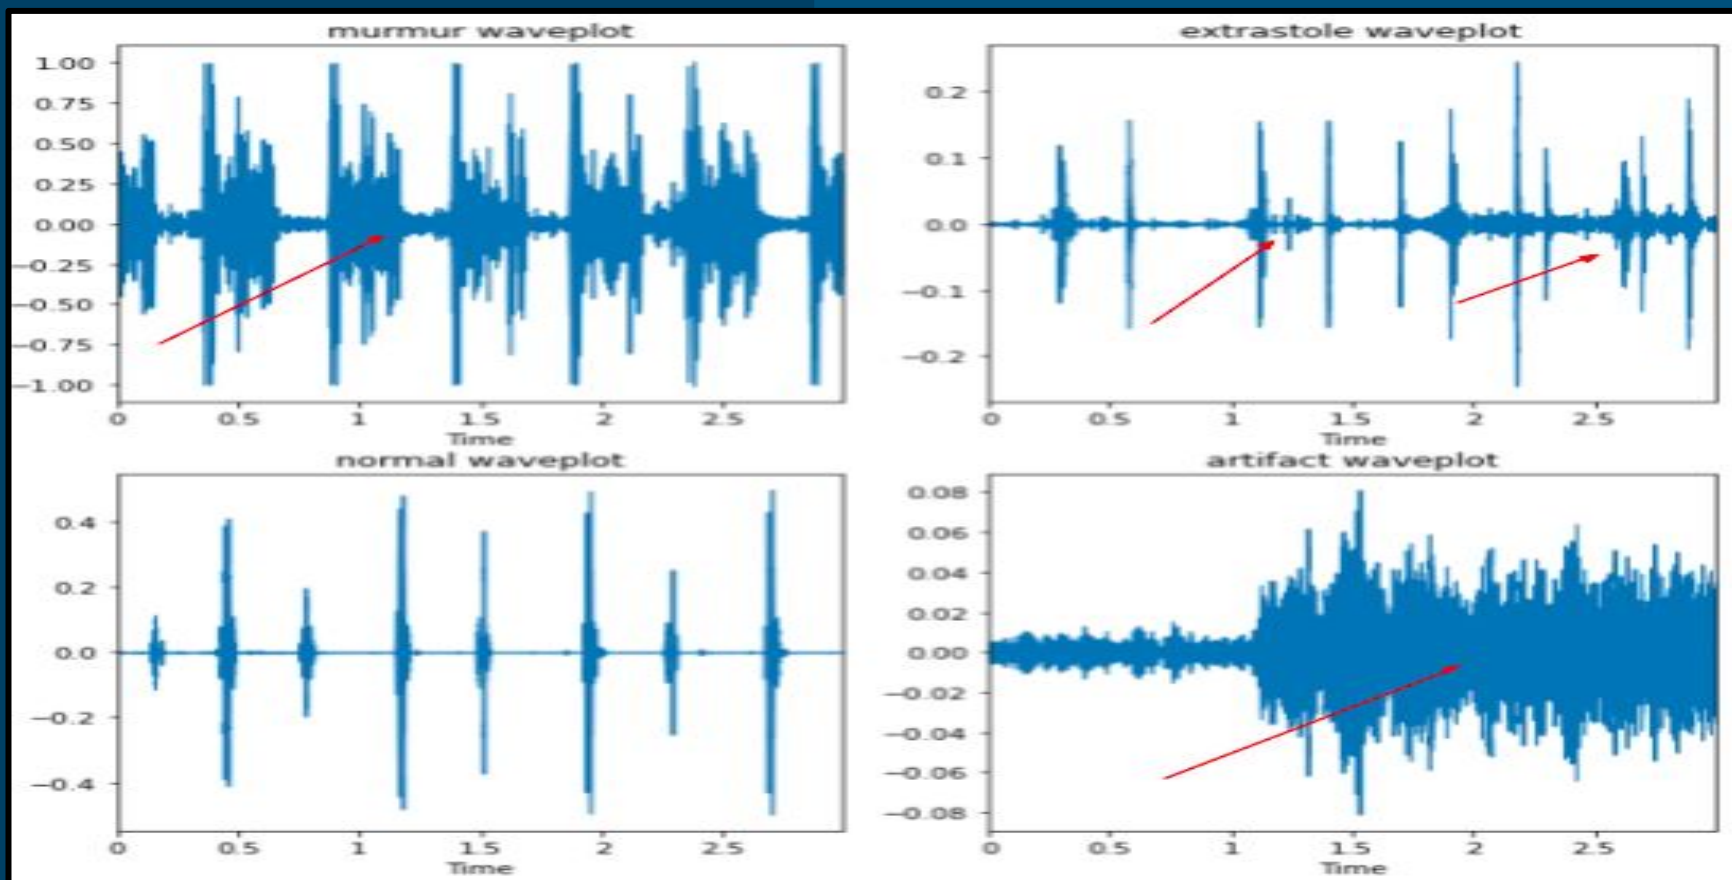 murmur waveplot
1.00
0.75
0.50
0.25
0.00
−0.25
−0.50
−0.75
−1.00
0 0.5 1 1.5 2 2.5
Time
extrastole waveplot
0.2
0.1
0.0
−0.1
−0.2
0 0.5 1 1.5 2 2.5
Time
normal waveplot
0.4
0.2
0.0
−0.2
−0.4
0 0.5 1 1.5 2 2.5
Time
artifact waveplot
0.08
0.06
0.04
0.02
0.00
−0.02
−0.04
−0.06
−0.08
0 0.5 1 1.5 2 2.5
Time